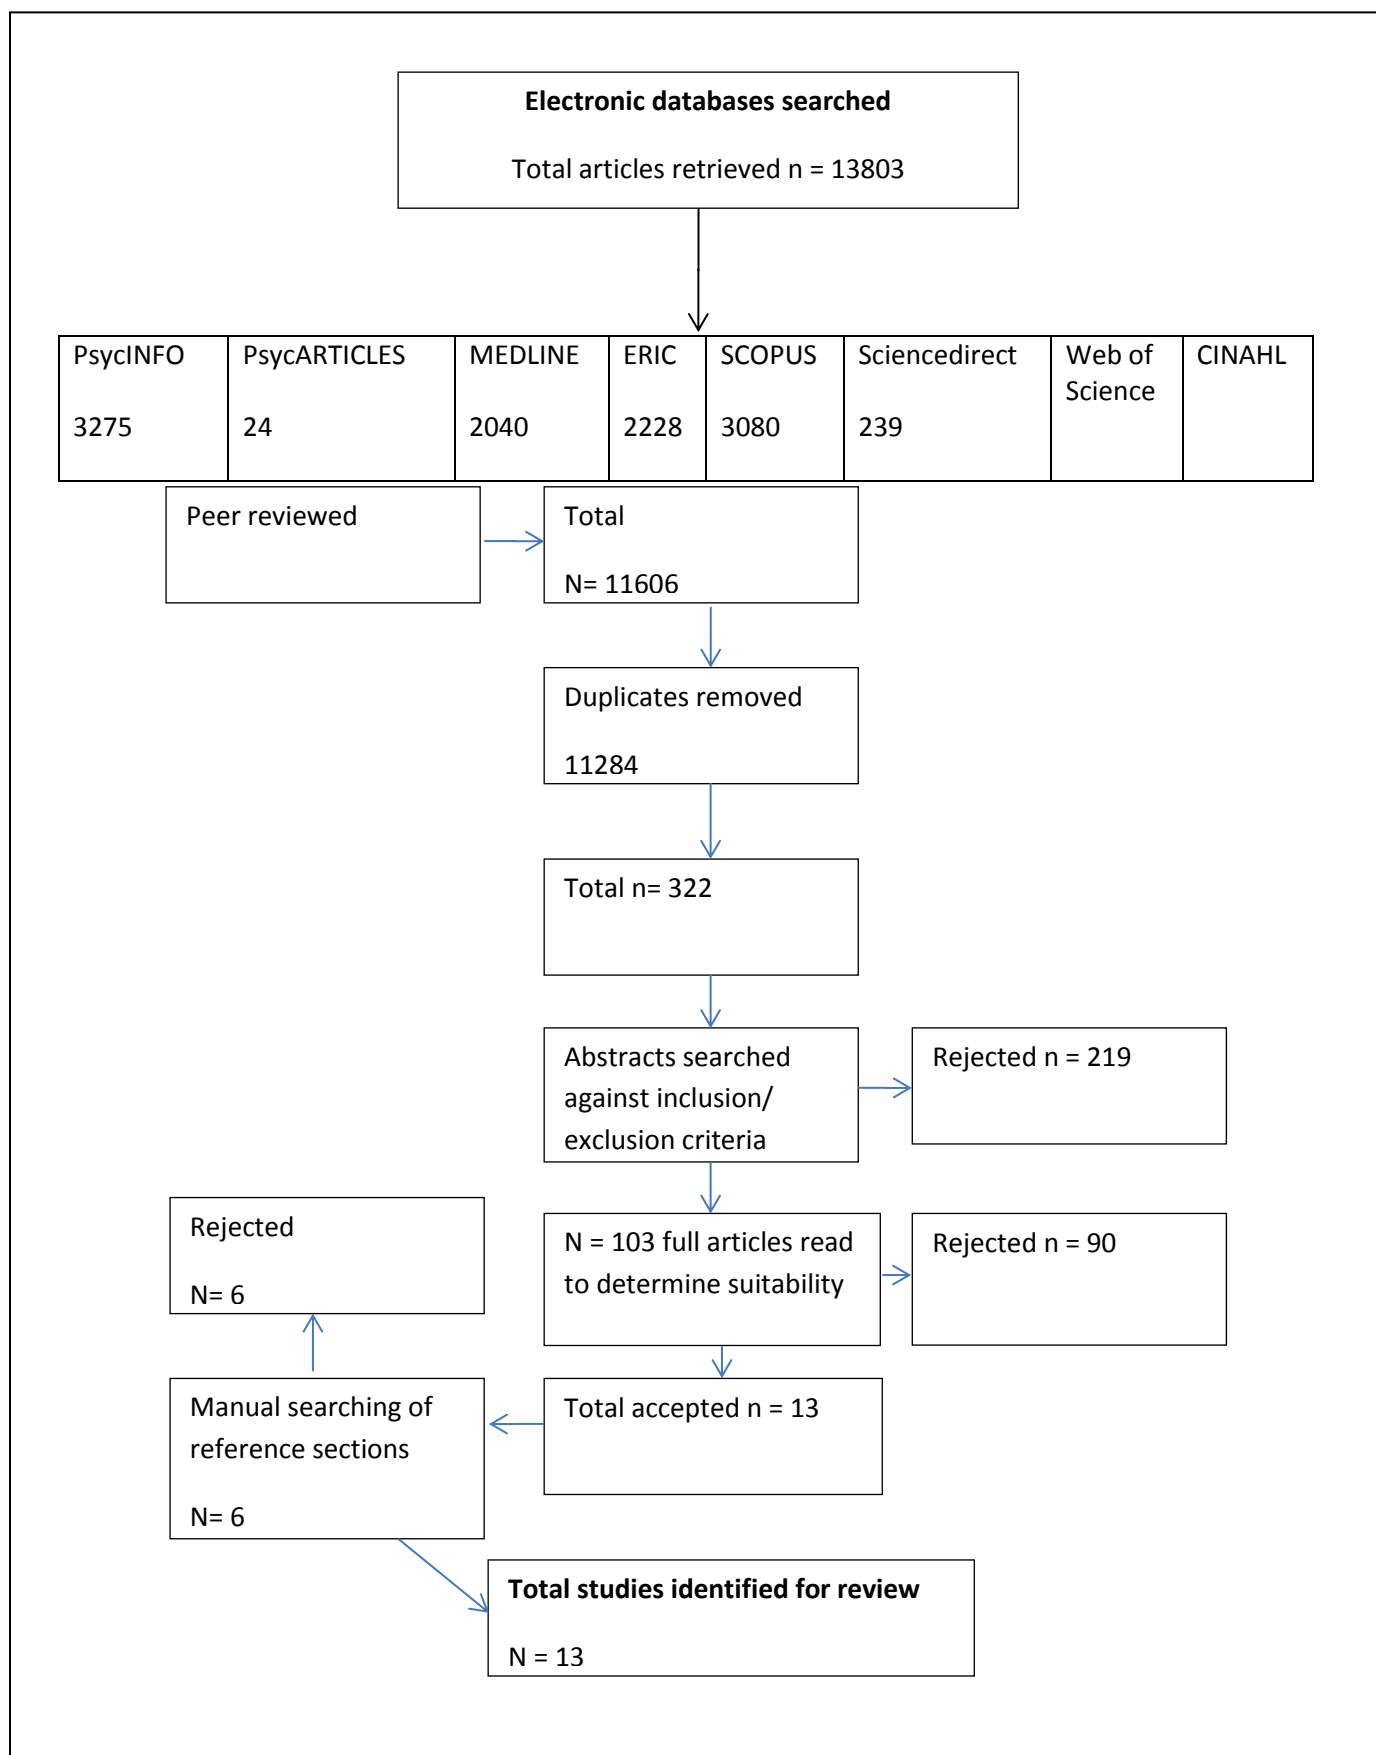 Electronic databases searched
Total articles retrieved n = 13803
PsycINFO
3275
PsycARTICLES
24
MEDLINE
2040
ERIC
2228
SCOPUS
3080
Sciencedirect
239
Web of
Science
CINAHL
Peer reviewed
Total
N= 11606
Duplicates removed
11284
Total n= 322
Abstracts searched
against inclusion/
exclusion criteria
Rejected n = 219
N = 103 full articles read
to determine suitability
Rejected n = 90
Total accepted n = 13
Manual searching of
reference sections
N= 6
Rejected
N= 6
Total studies identified for review
N = 13